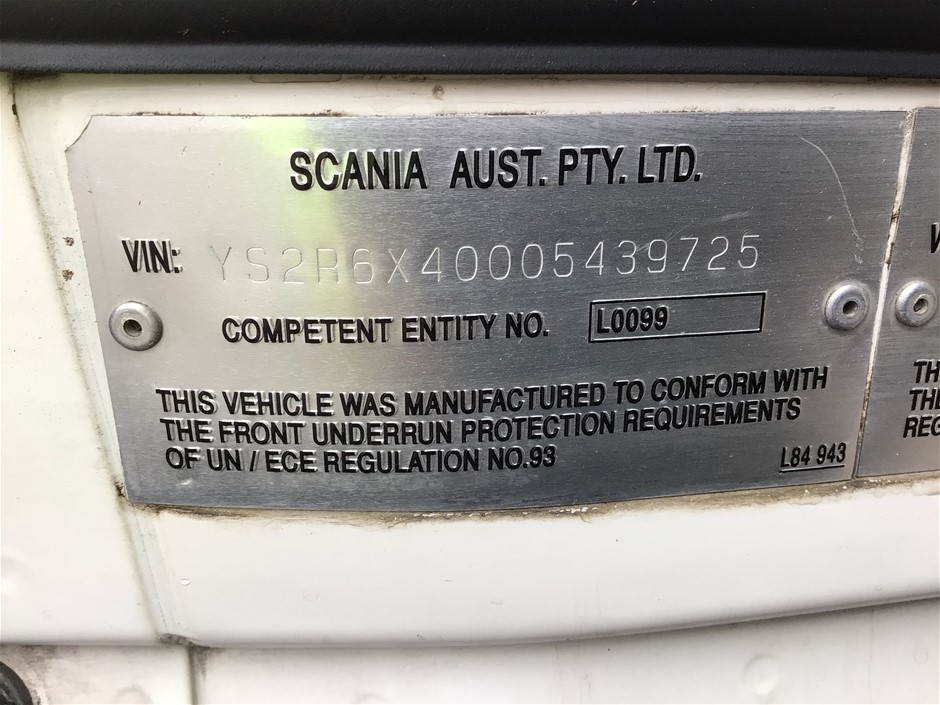 SCANIA AUST. PTY. LTD.
VIN: YS2R6X40005439725
COMPETENT ENTITY NO. L0099
THIS VEHICLE WAS MANUFACTURED TO CONFORM WITH
THE FRONT UNDERRUN PROTECTION REQUIREMENTS
OF UN / ECE REGULATION NO.93
L84 943